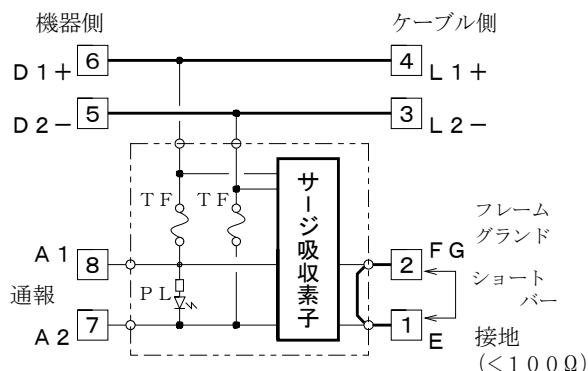 機器側
ケーブル側
D1+ 6
4 L1+
D2− 5
3 L2−
TF TF
サージ吸収素子
フレーム
グランド
A1 8
2 FG
通報
PL
ショート
バー
A2 7
1 E
接地
(<100Ω)